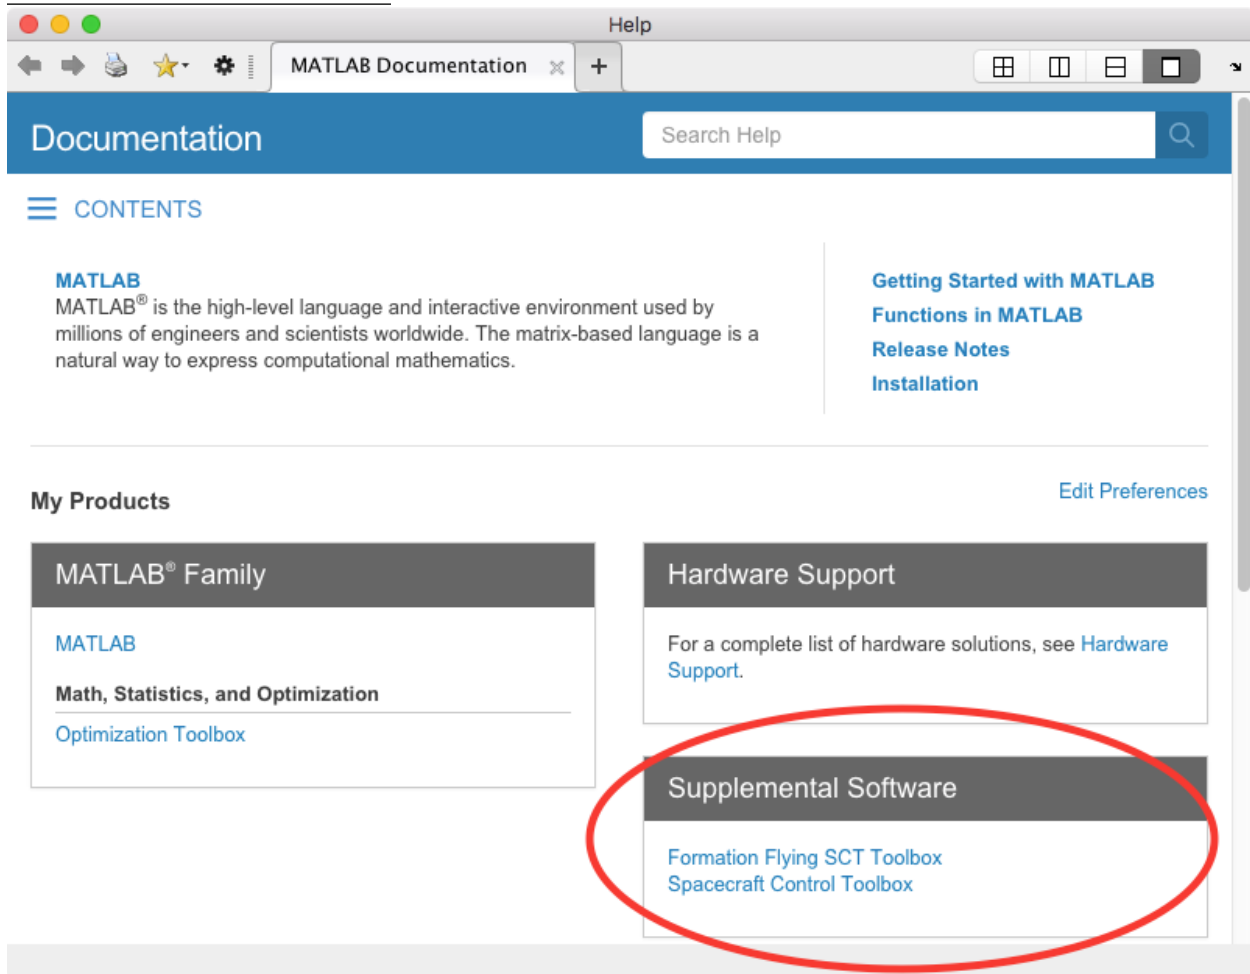 Help
MATLAB Documentation
Documentation
Search Help
CONTENTS
MATLAB
MATLAB® is the high-level language and interactive environment used by
millions of engineers and scientists worldwide. The matrix-based language is a
natural way to express computational mathematics.
Getting Started with MATLAB
Functions in MATLAB
Release Notes
Installation
My Products
Edit Preferences
MATLAB® Family
MATLAB
Math, Statistics, and Optimization
Optimization Toolbox
Hardware Support
For a complete list of hardware solutions, see Hardware
Support.
Supplemental Software
Formation Flying SCT Toolbox
Spacecraft Control Toolbox